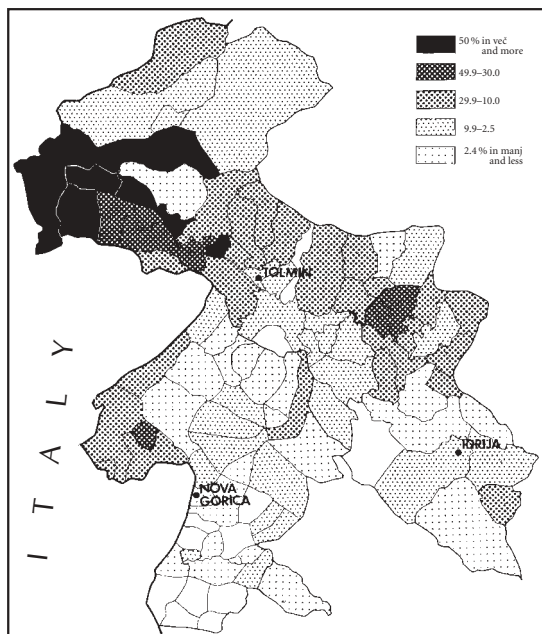 50 % in več
and more
49.9–30.0
29.9–10.0
9.9–2.5
2.4 % in manj
and less
TOLMIN
ITALY
IDRIJA
NOVA
GORICA